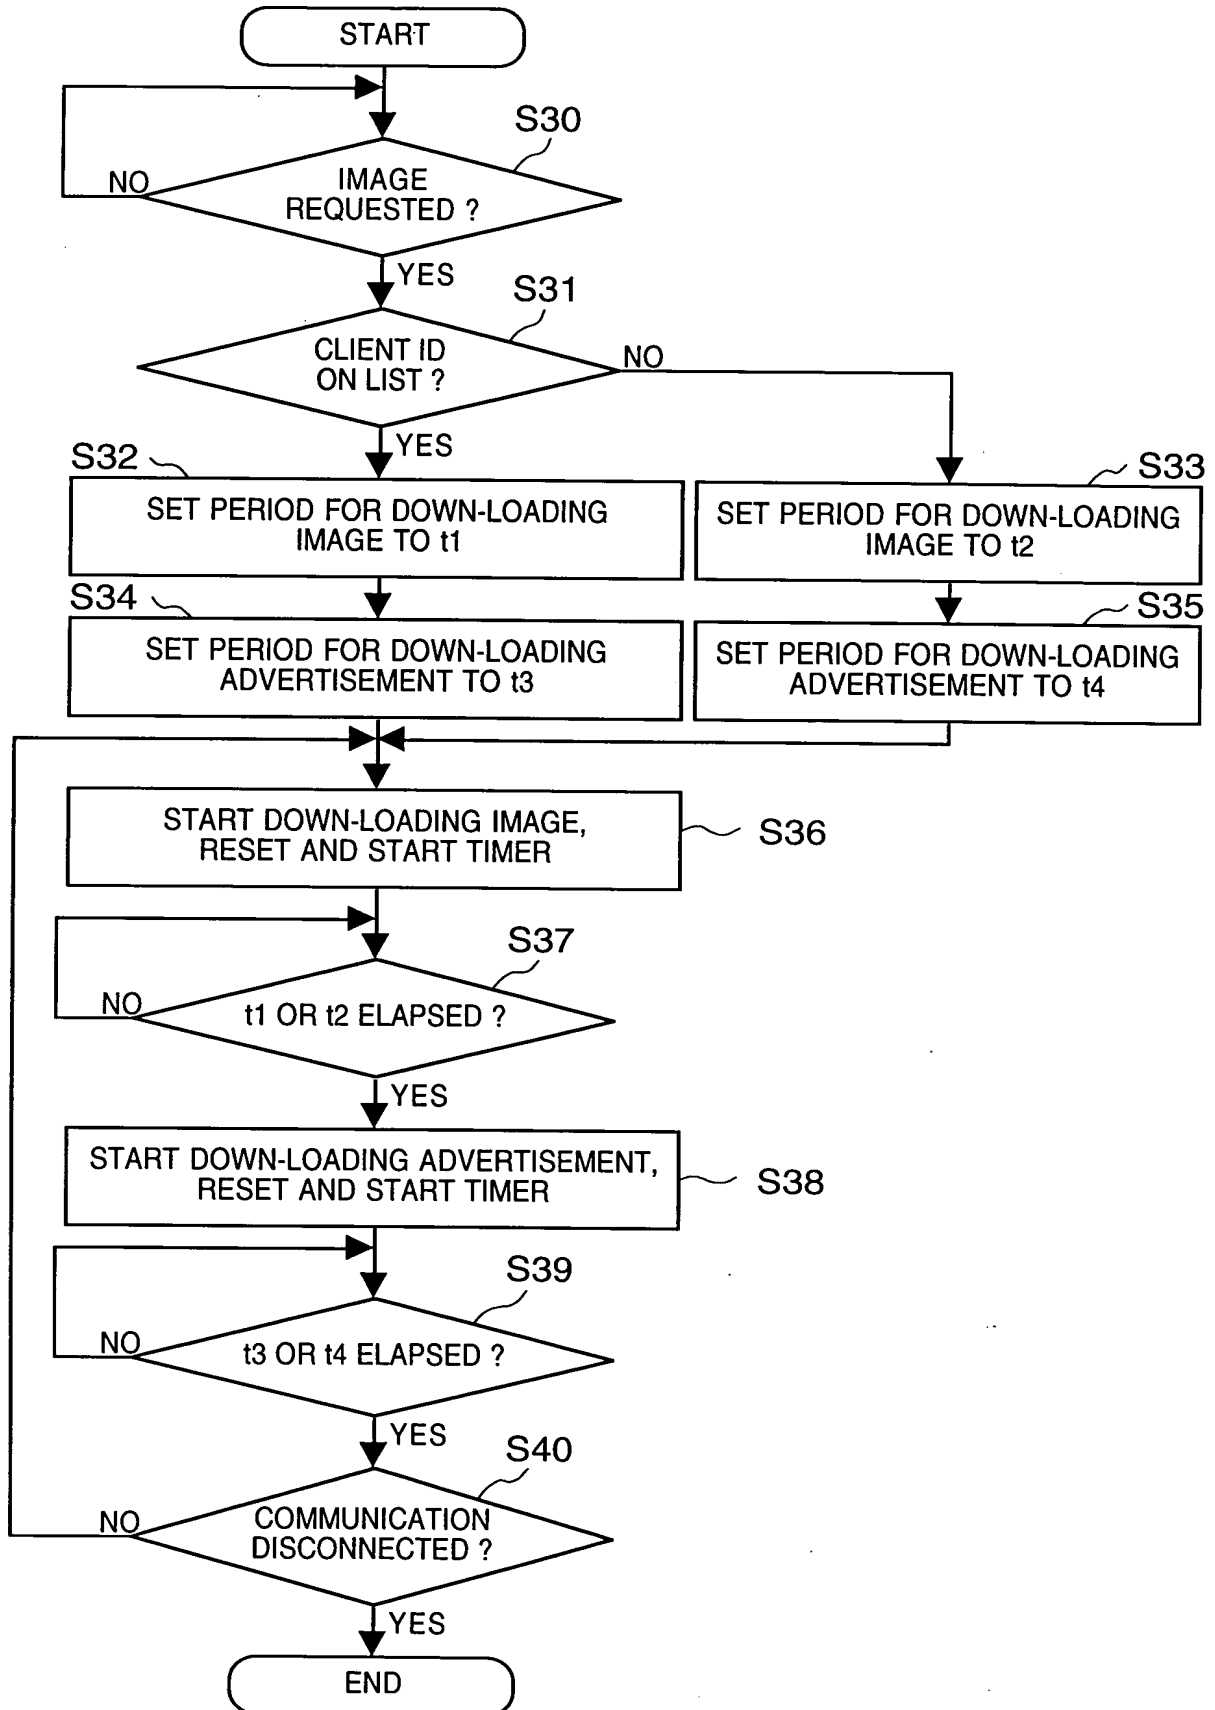 START
S30
IMAGE
REQUESTED ?
NO
YES
S31
CLIENT ID
ON LIST ?
NO
YES
S32
SET PERIOD FOR DOWN-LOADING
IMAGE TO t1
S33
SET PERIOD FOR DOWN-LOADING
IMAGE TO t2
S34
SET PERIOD FOR DOWN-LOADING
ADVERTISEMENT TO t3
S35
SET PERIOD FOR DOWN-LOADING
ADVERTISEMENT TO t4
START DOWN-LOADING IMAGE,
RESET AND START TIMER
S36
S37
NO
t1 OR t2 ELAPSED ?
YES
START DOWN-LOADING ADVERTISEMENT,
RESET AND START TIMER
S38
S39
NO
t3 OR t4 ELAPSED ?
YES
S40
NO
COMMUNICATION
DISCONNECTED ?
YES
END